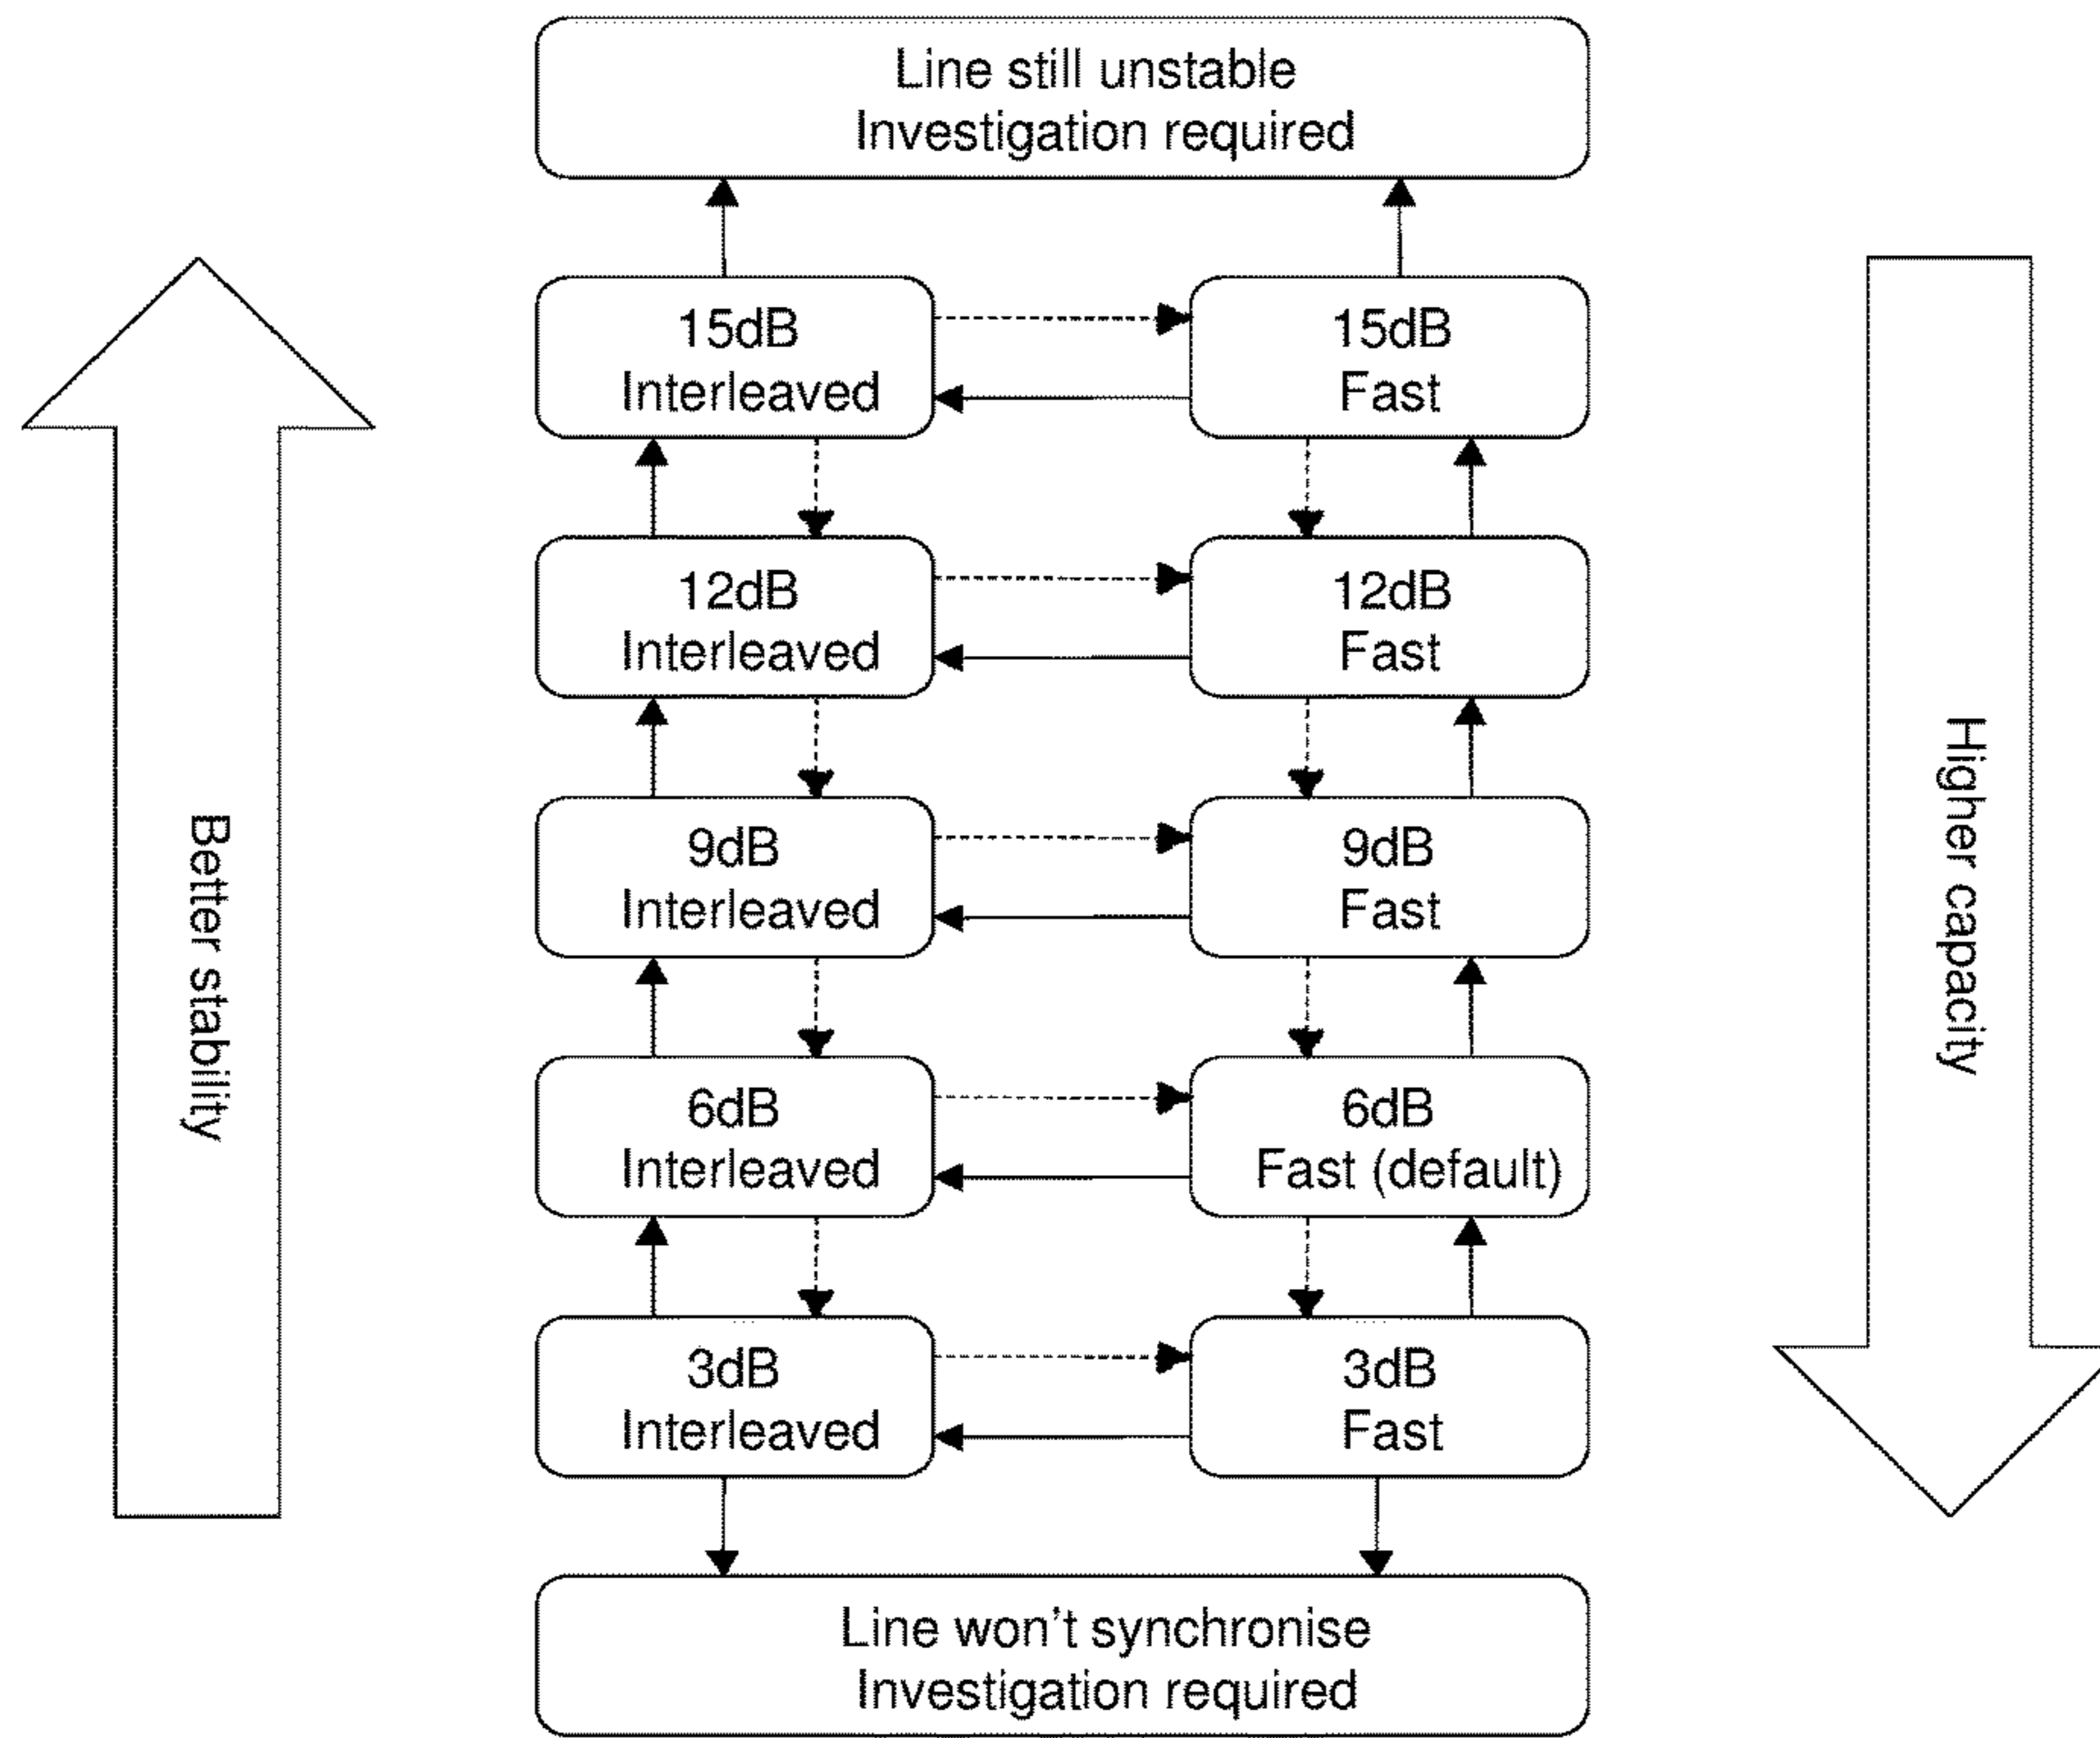 Line still unstable
Investigation required
15dB
Interleaved
15dB
Fast
12dB
Interleaved
12dB
Fast
9dB
Interleaved
9dB
Fast
6dB
Interleaved
6dB
Fast (default)
3dB
Interleaved
3dB
Fast
Line won't synchronise
Investigation required
Better stability
Higher capacity